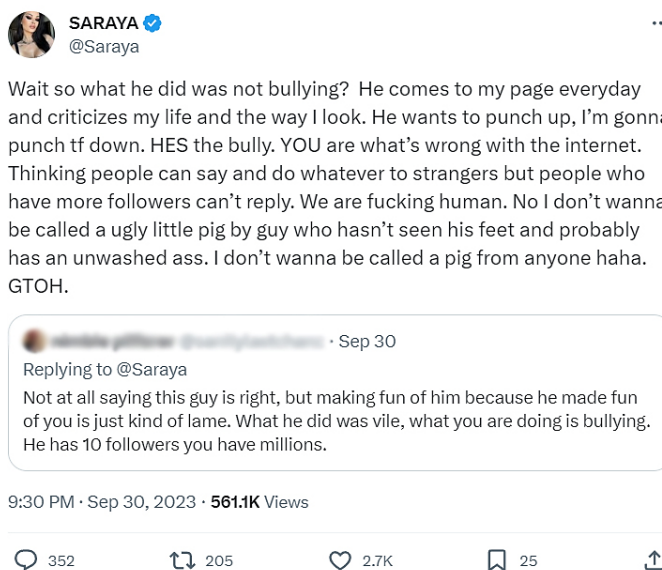 SARAYA
@Saraya
Wait so what he did was not bullying?  He comes to my page everyday
and criticizes my life and the way I look. He wants to punch up, I’m gonna
punch tf down. HES the bully. YOU are what’s wrong with the internet.
Thinking people can say and do whatever to strangers but people who
have more followers can’t reply. We are fucking human. No I don’t wanna
be called a ugly little pig by guy who hasn’t seen his feet and probably
has an unwashed ass. I don’t wanna be called a pig from anyone haha.
GTOH.
· Sep 30
Replying to @Saraya
Not at all saying this guy is right, but making fun of him because he made fun
of you is just kind of lame. What he did was vile, what you are doing is bullying.
He has 10 followers you have millions.
9:30 PM · Sep 30, 2023 · 561.1K Views
352 205 2.7K 25